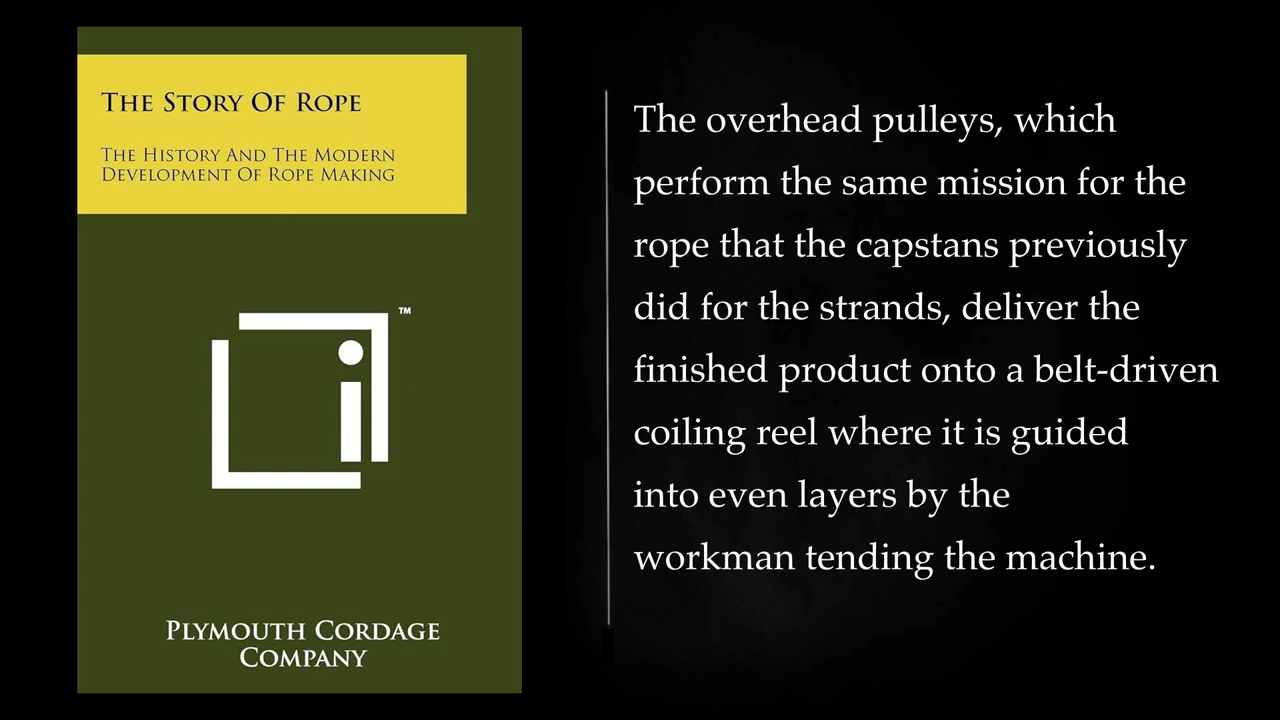 The Story Of Rope
The History And The Modern
Development Of Rope Making
TM
Plymouth Cordage
Company
The overhead pulleys, which
perform the same mission for the
rope that the capstans previously
did for the strands, deliver the
finished product onto a belt-driven
coiling reel where it is guided
into even layers by the
workman tending the machine.